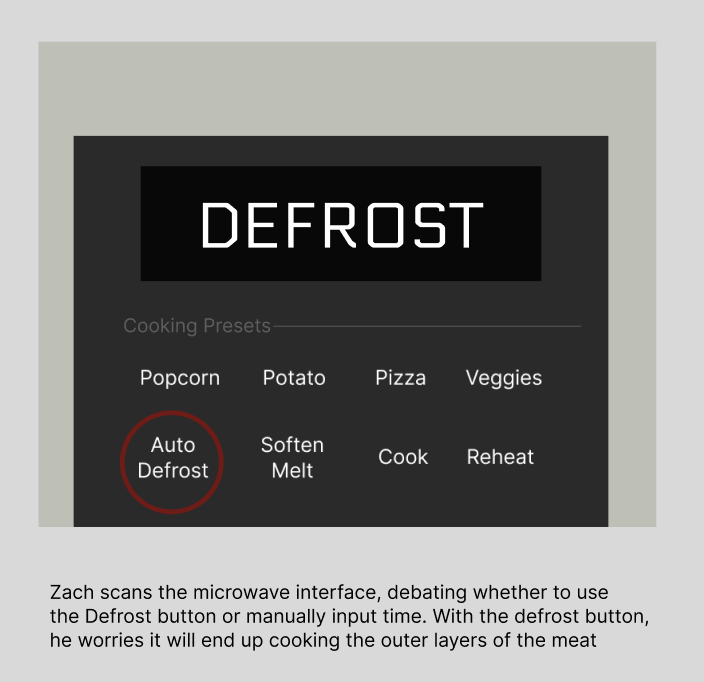 DEFROST
Cooking Presets
Popcorn Potato Pizza Veggies
Auto Defrost Soften Melt Cook Reheat
Zach scans the microwave interface, debating whether to use
the Defrost button or manually input time. With the defrost button,
he worries it will end up cooking the outer layers of the meat